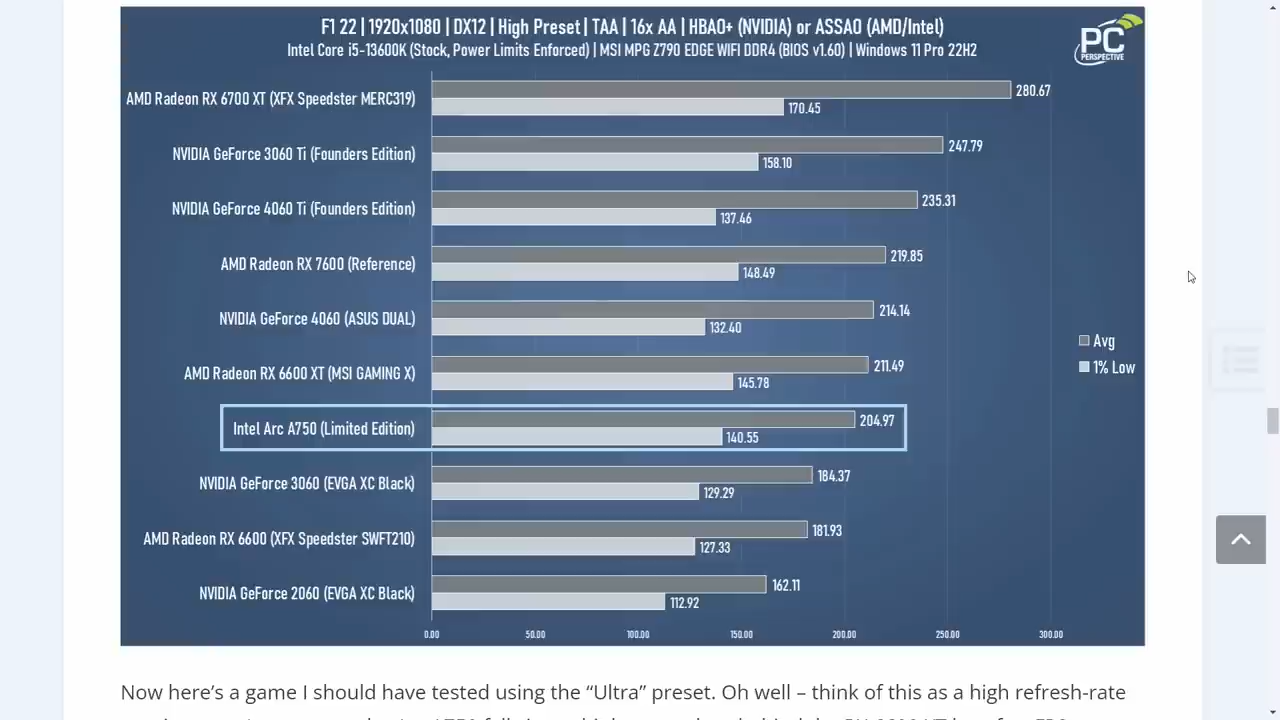 F1 22 | 1920x1080 | DX12 | High Preset | TAA | 16x AA | HBAO+ (NVIDIA) or ASSAO (AMD/Intel)
Intel Core i5-13600K (Stock, Power Limits Enforced) | MSI MPG Z790 EDGE WIFI DDR4 (BIOS v1.60) | Windows 11 Pro 22H2
PC
PERSPECTIVE
AMD Radeon RX 6700 XT (XFX Speedster MERC319)
280.67
170.45
NVIDIA GeForce 3060 Ti (Founders Edition)
247.79
158.10
NVIDIA GeForce 4060 Ti (Founders Edition)
235.31
137.46
AMD Radeon RX 7600 (Reference)
219.85
148.49
NVIDIA GeForce 4060 (ASUS DUAL)
214.14
132.40
AMD Radeon RX 6600 XT (MSI GAMING X)
211.49
145.78
Intel Arc A750 (Limited Edition)
204.97
140.55
NVIDIA GeForce 3060 (EVGA XC Black)
184.37
129.29
AMD Radeon RX 6600 (XFX Speedster SWFT210)
181.93
127.33
NVIDIA GeForce 2060 (EVGA XC Black)
162.11
112.92
Avg
1% Low
0.00 50.00 100.00 150.00 200.00 250.00 300.00
Now here’s a game I should have tested using the “Ultra” preset. Oh well – think of this as a high refresh-rate